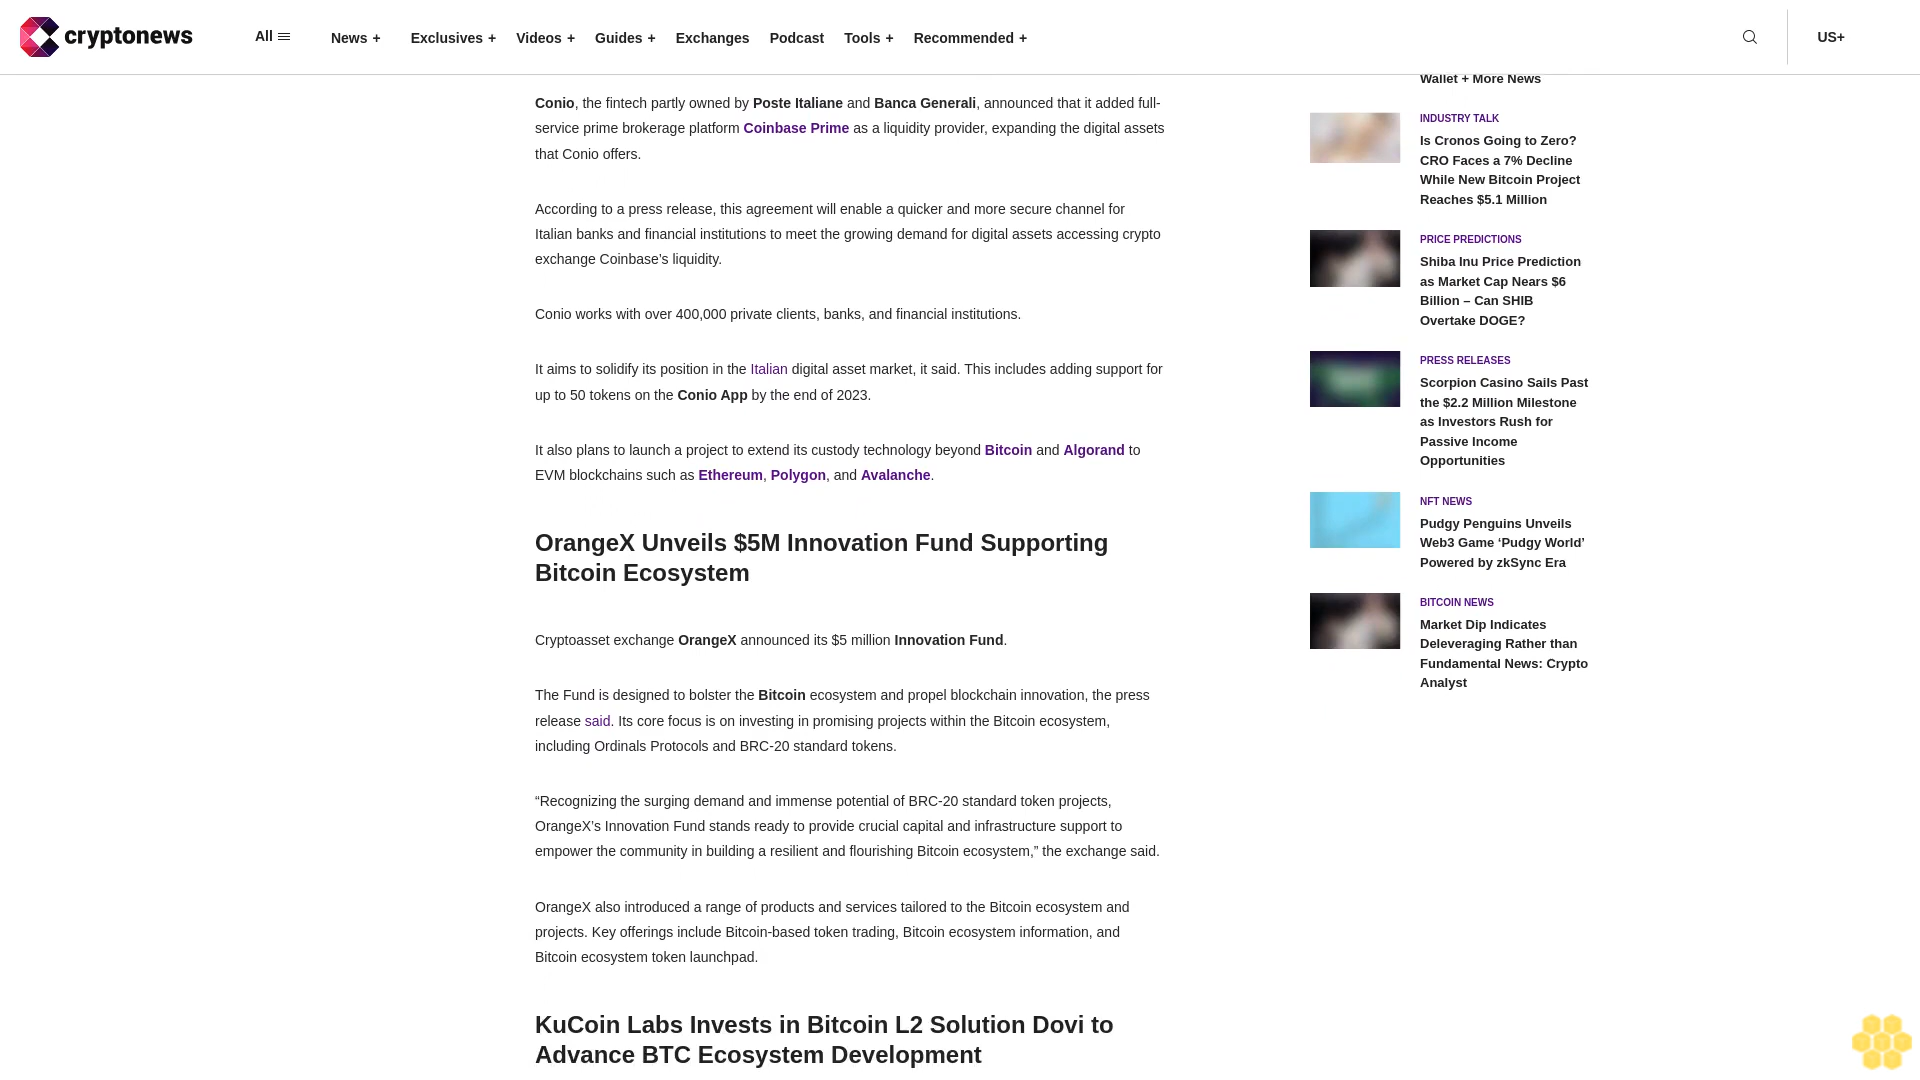 cryptonews
All
News +
Exclusives +
Videos +
Guides +
Exchanges
Podcast
Tools +
Recommended +
US+
Conio, the fintech partly owned by Poste Italiane and Banca Generali, announced that it added full-
service prime brokerage platform Coinbase Prime as a liquidity provider, expanding the digital assets
that Conio offers.
According to a press release, this agreement will enable a quicker and more secure channel for
Italian banks and financial institutions to meet the growing demand for digital assets accessing crypto
exchange Coinbase’s liquidity.
Conio works with over 400,000 private clients, banks, and financial institutions.
It aims to solidify its position in the Italian digital asset market, it said. This includes adding support for
up to 50 tokens on the Conio App by the end of 2023.
It also plans to launch a project to extend its custody technology beyond Bitcoin and Algorand to
EVM blockchains such as Ethereum, Polygon, and Avalanche.
OrangeX Unveils $5M Innovation Fund Supporting
Bitcoin Ecosystem
Cryptoasset exchange OrangeX announced its $5 million Innovation Fund.
The Fund is designed to bolster the Bitcoin ecosystem and propel blockchain innovation, the press
release said. Its core focus is on investing in promising projects within the Bitcoin ecosystem,
including Ordinals Protocols and BRC-20 standard tokens.
“Recognizing the surging demand and immense potential of BRC-20 standard token projects,
OrangeX’s Innovation Fund stands ready to provide crucial capital and infrastructure support to
empower the community in building a resilient and flourishing Bitcoin ecosystem,” the exchange said.
OrangeX also introduced a range of products and services tailored to the Bitcoin ecosystem and
projects. Key offerings include Bitcoin-based token trading, Bitcoin ecosystem information, and
Bitcoin ecosystem token launchpad.
KuCoin Labs Invests in Bitcoin L2 Solution Dovi to
Advance BTC Ecosystem Development
Wallet + More News
INDUSTRY TALK
Is Cronos Going to Zero?
CRO Faces a 7% Decline
While New Bitcoin Project
Reaches $5.1 Million
PRICE PREDICTIONS
Shiba Inu Price Prediction
as Market Cap Nears $6
Billion – Can SHIB
Overtake DOGE?
PRESS RELEASES
Scorpion Casino Sails Past
the $2.2 Million Milestone
as Investors Rush for
Passive Income
Opportunities
NFT NEWS
Pudgy Penguins Unveils
Web3 Game ‘Pudgy World’
Powered by zkSync Era
BITCOIN NEWS
Market Dip Indicates
Deleveraging Rather than
Fundamental News: Crypto
Analyst